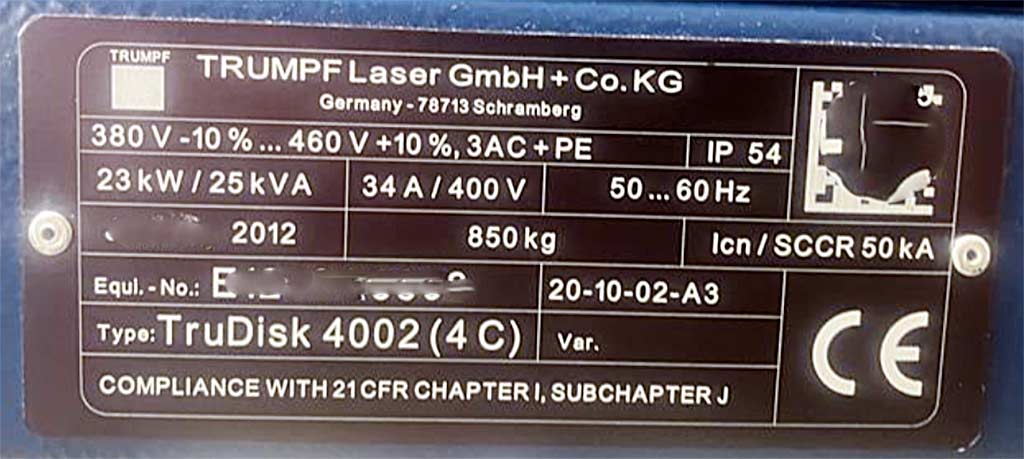 TRUMPF
TRUMPF Laser GmbH + Co. KG
Germany - 78713 Schramberg
380 V -10 % ... 460 V +10 %, 3AC + PE
IP 54
23 kW / 25 kVA
34 A / 400 V
50 ... 60 Hz
2012
850 kg
Icn / SCCR 50 kA
Equi.-No.:
20-10-02-A3
Type: TruDisk 4002 (4 C)
Var.
CE
COMPLIANCE WITH 21 CFR CHAPTER I, SUBCHAPTER J